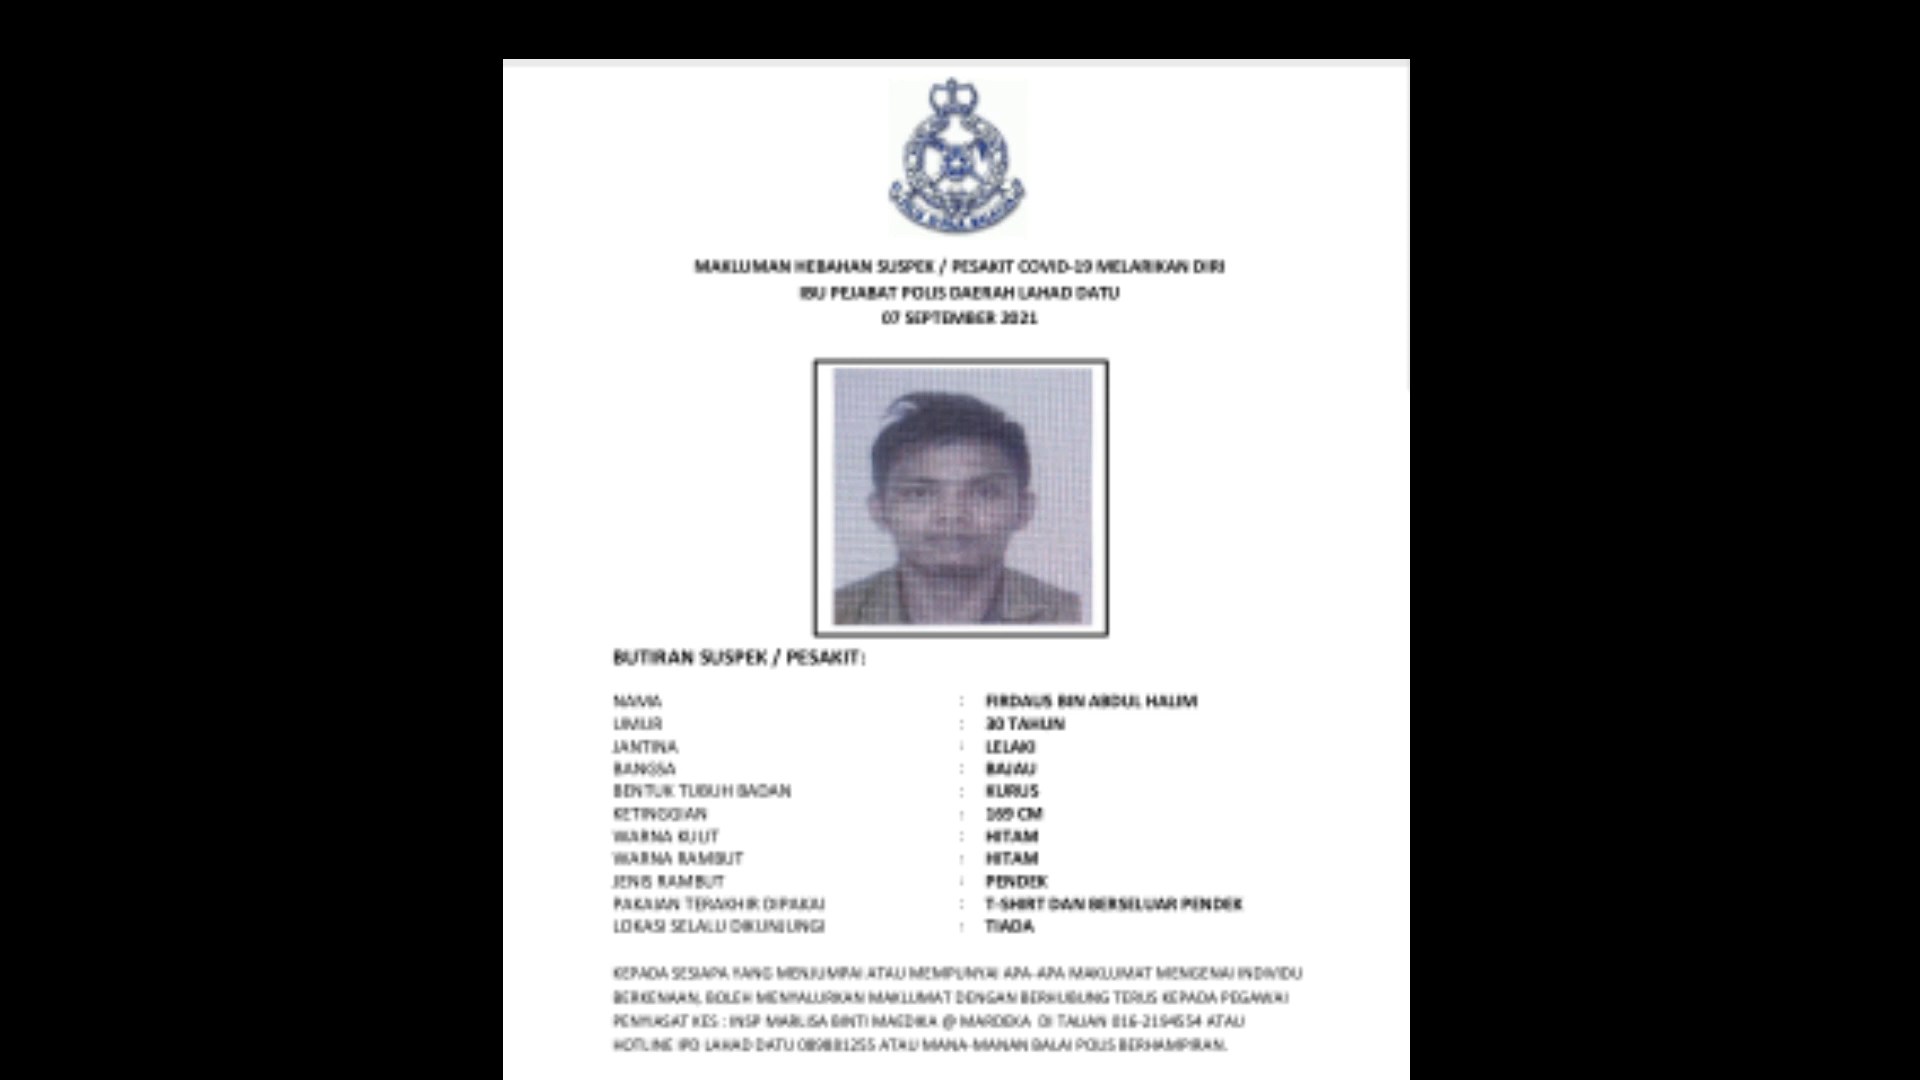 MAKLUMAN HEBAHAN SUSPEK / PESAKIT COVID-19 MELARIKAN DIRI
IBU PEJABAT POLIS DAERAH LAHAD DATU
07 SEPTEMBER 2021
BUTIRAN SUSPEK / PESAKIT:
NAMA : FIRDAUS BIN ABDUL HALIM
UMUR : 30 TAHUN
JANTINA : LELAKI
BANGSA : BAJAU
BENTUK TUBUH BADAN : KURUS
KETINGGIAN : 169 CM
WARNA KULIT : HITAM
WARNA RAMBUT : HITAM
JENIS RAMBUT : PENDEK
PAKAIAN TERAKHIR DIPAKAI : T-SHIRT DAN BERSELUAR PENDEK
LOKASI SELALU DIKUNJUNGI : TIADA
KEPADA SESIAPA YANG MENJUMPAI ATAU MEMPUNYAI APA-APA MAKLUMAT MENGENAI INDIVIDU
BERKENAAN, BOLEH MENYALURKAN MAKLUMAT DENGAN BERHUBUNG TERUS KEPADA PEGAWAI
PENYIASAT KES : INSP MARLISA BINTI @ MARDEKA DI TALIAN ATAU
HOTLINE IPD LAHAD DATU ATAU MANA-MANAN BALAI POLIS BERHAMPIRAN.